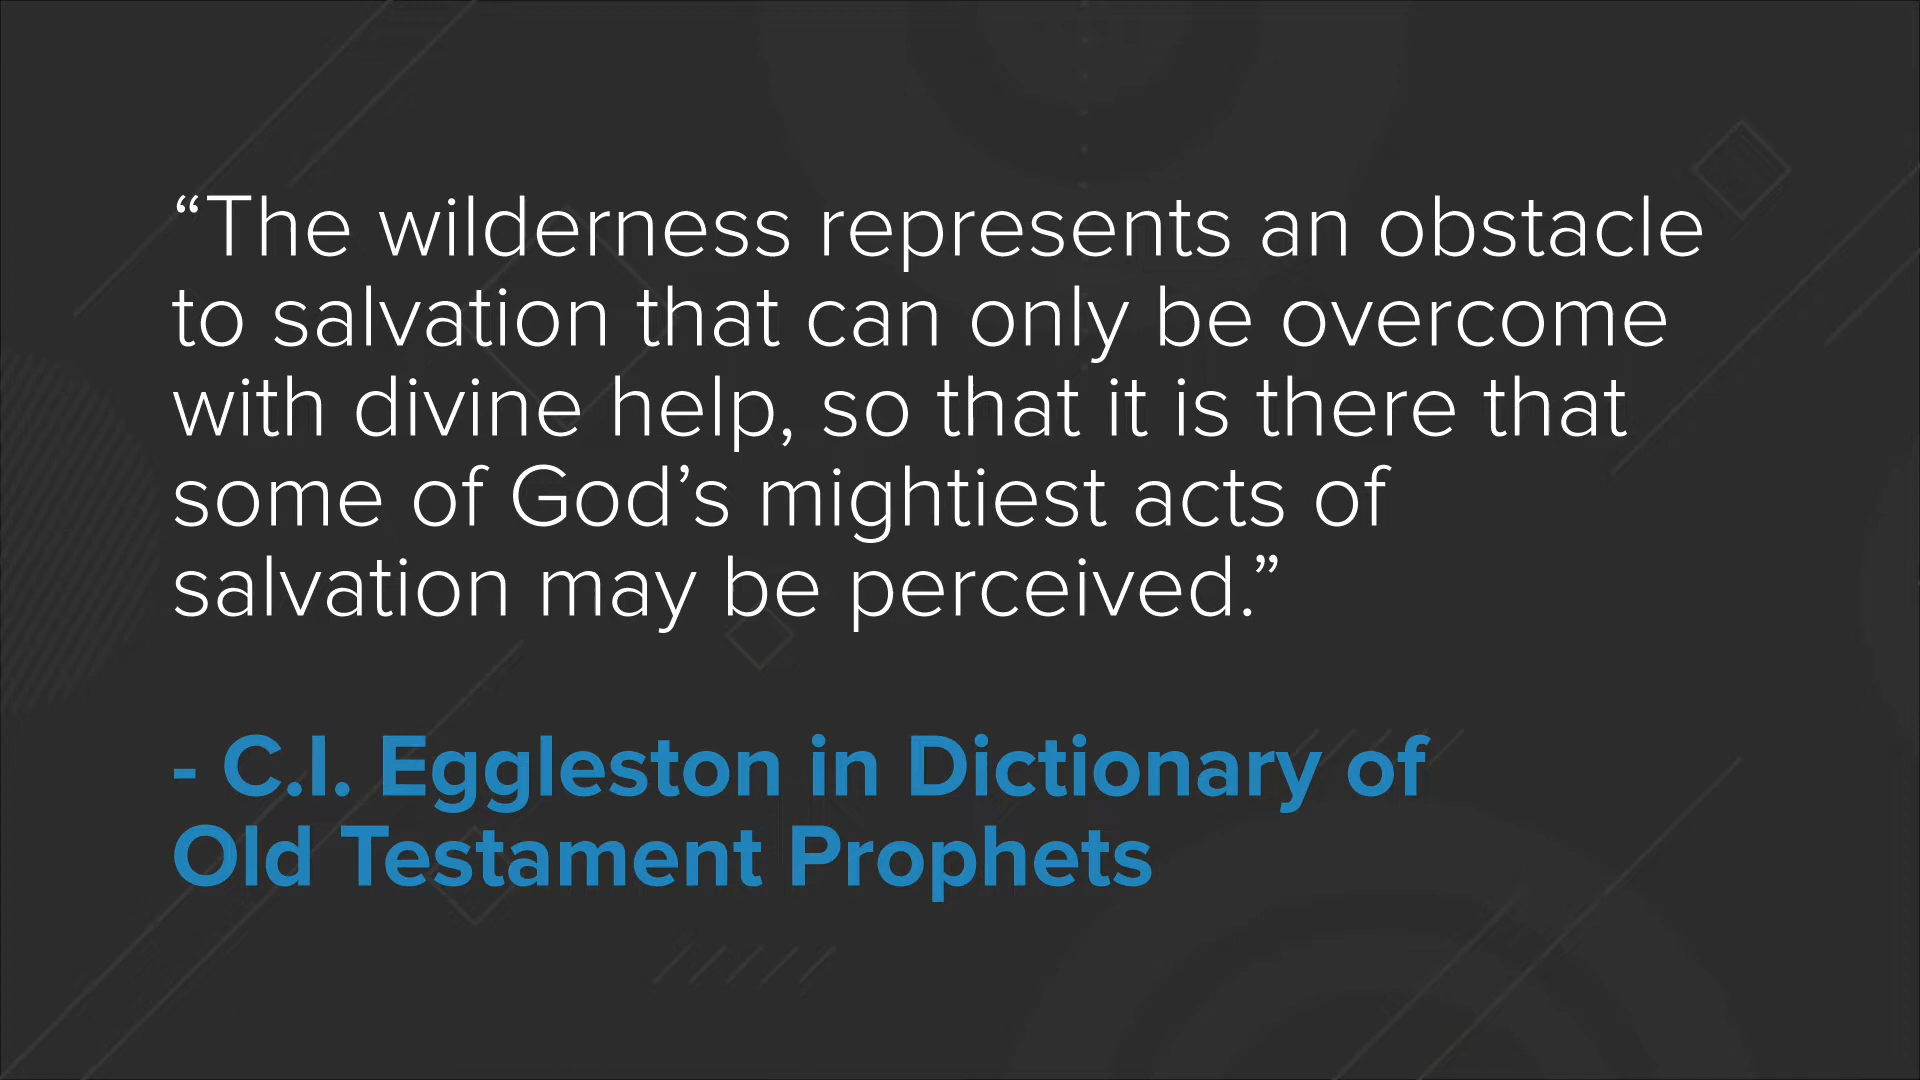 “The wilderness represents an obstacle
to salvation that can only be overcome
with divine help, so that it is there that
some of God’s mightiest acts of
salvation may be perceived.”
- C.I. Eggleston in Dictionary of
Old Testament Prophets